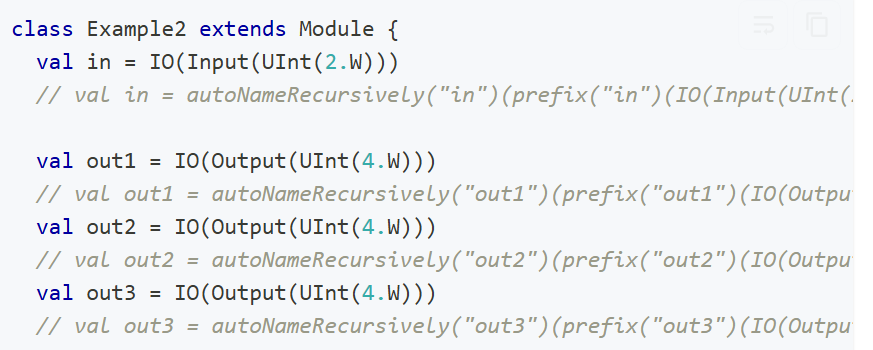 class Example2 extends Module {
val in = IO(Input(UInt(2.W)))
// val in = autoNameRecursively("in")(prefix("in")(IO(Input(UInt(
val out1 = IO(Output(UInt(4.W)))
// val out1 = autoNameRecursively("out1")(prefix("out1")(IO(Outpu
val out2 = IO(Output(UInt(4.W)))
// val out2 = autoNameRecursively("out2")(prefix("out2")(IO(Outpu
val out3 = IO(Output(UInt(4.W)))
// val out3 = autoNameRecursively("out3")(prefix("out3")(IO(Outpu